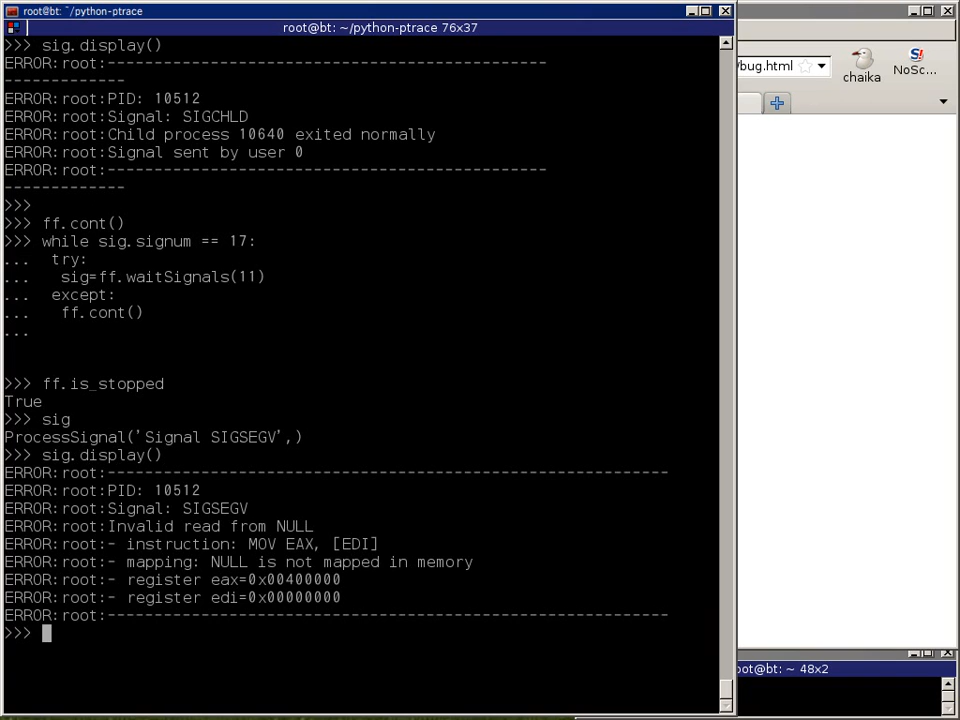 root@bt: ~/python-ptrace
root@bt: ~/python-ptrace 76x37
>>> sig.display()
ERROR:root:-----------------------------------------------
-------------
ERROR:root:PID: 10512
ERROR:root:Signal: SIGCHLD
ERROR:root:Child process 10640 exited normally
ERROR:root:Signal sent by user 0
ERROR:root:-----------------------------------------------
-------------
>>>
>>> ff.cont()
>>> while sig.signum == 17:
...  try:
...   sig=ff.waitSignals(11)
...  except:
...   ff.cont()
...
>>> ff.is_stopped
True
>>> sig
ProcessSignal('Signal SIGSEGV',)
>>> sig.display()
ERROR:root:------------------------------------------------------------
ERROR:root:PID: 10512
ERROR:root:Signal: SIGSEGV
ERROR:root:Invalid read from NULL
ERROR:root:- instruction: MOV EAX, [EDI]
ERROR:root:- mapping: NULL is not mapped in memory
ERROR:root:- register eax=0x00400000
ERROR:root:- register edi=0x00000000
ERROR:root:------------------------------------------------------------
>>>
/bug.html
chaika
NoSc...
oot@bt: ~ 48x2